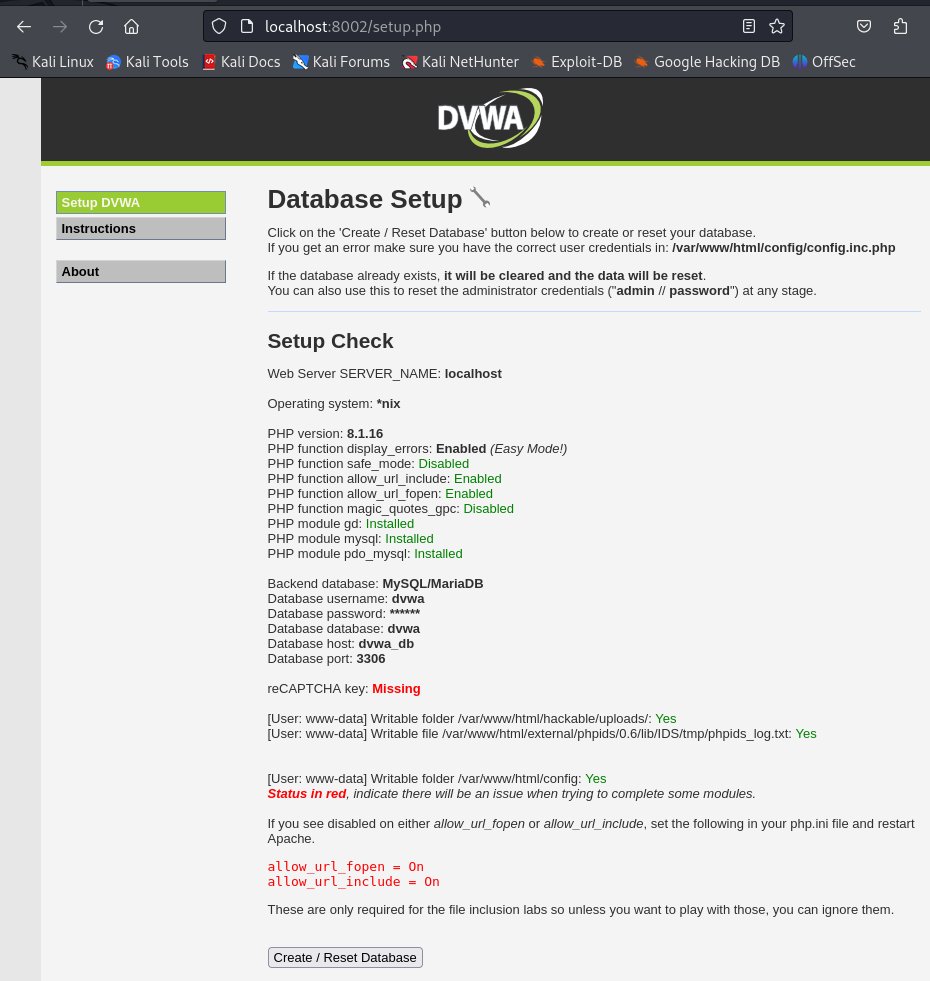 localhost:8002/setup.php
Kali Linux Kali Tools Kali Docs Kali Forums Kali NetHunter Exploit-DB Google Hacking DB OffSec
DVWA
Setup DVWA
Instructions
About
Database Setup
Click on the 'Create / Reset Database' button below to create or reset your database.
If you get an error make sure you have the correct user credentials in: /var/www/html/config/config.inc.php
If the database already exists, it will be cleared and the data will be reset.
You can also use this to reset the administrator credentials ("admin // password") at any stage.
Setup Check
Web Server SERVER_NAME: localhost
Operating system: *nix
PHP version: 8.1.16
PHP function display_errors: Enabled (Easy Mode!)
PHP function safe_mode: Disabled
PHP function allow_url_include: Enabled
PHP function allow_url_fopen: Enabled
PHP function magic_quotes_gpc: Disabled
PHP module gd: Installed
PHP module mysql: Installed
PHP module pdo_mysql: Installed
Backend database: MySQL/MariaDB
Database username: dvwa
Database password: ******
Database database: dvwa
Database host: dvwa_db
Database port: 3306
reCAPTCHA key: Missing
[User: www-data] Writable folder /var/www/html/hackable/uploads/: Yes
[User: www-data] Writable file /var/www/html/external/phpids/0.6/lib/IDS/tmp/phpids_log.txt: Yes
[User: www-data] Writable folder /var/www/html/config: Yes
Status in red, indicate there will be an issue when trying to complete some modules.
If you see disabled on either allow_url_fopen or allow_url_include, set the following in your php.ini file and restart
Apache.
allow_url_fopen = On
allow_url_include = On
These are only required for the file inclusion labs so unless you want to play with those, you can ignore them.
Create / Reset Database